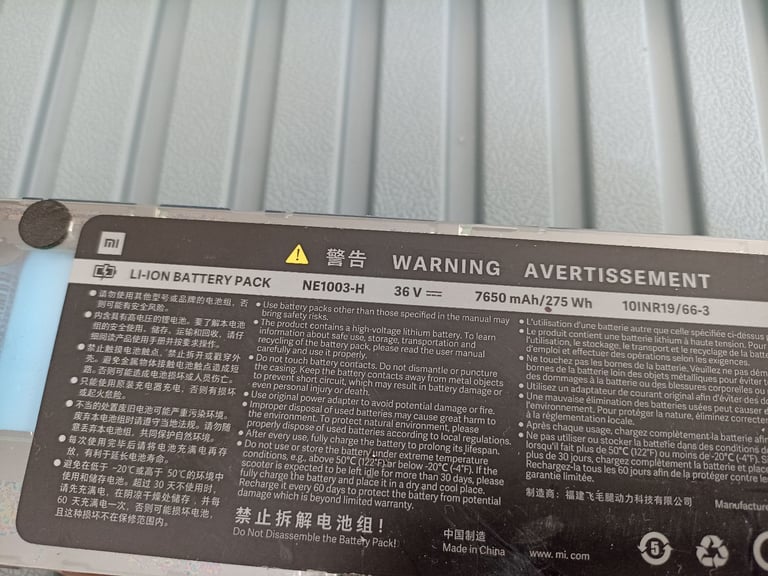 mi
⚠ 警告 WARNING AVERTISSEMENT
LI-ION BATTERY PACK NE1003-H 36 V 7650 mAh/275 Wh 10INR19/66-3
● 请勿使用其他型号或品牌的电池组，否
则可能有安全风险。
● 内含具有高电压的锂电池。要了解本电池
组的安全使用、储存、运输和回收，请仔
细阅读产品使用手册并按要求操作。
● 禁止触摸电池触点，禁止拆开或戳穿外
壳。避免金属物体接触电池触点造成短
路。否则可能造成电池损坏或人员伤亡。
● 只能使用原装充电器充电，否则有损坏
或起火危险。
● 不当的处置废旧电池可能严重污染环境。
废弃本电池组时请遵守当地法规。请勿随
意丢弃本电池组，共同保护自然环境。
● 每次使用完毕后请将电池充满电再存
放，有利于延长电池寿命。
● 避免在低于 -20℃或高于 50℃的环境中
使用和储存电池。超过 30 天不使用时，
请先充满电，在阴凉干燥处储存，并每
60 天充满电一次，否则可能损坏电池，
且这种损坏不在保修范围内。
● Use battery packs other than those specified in the manual may
bring safety risks.
● The product contains a high-voltage lithium battery. To learn
information about safe use, storage, transportation and
recycling of the battery pack, please read the user manual
carefully and use it properly.
● Do not touch battery contacts. Do not dismantle or puncture
the casing. Keep the battery contacts away from metal objects
to prevent short circuit, which may result in battery damage or
even personal injury or death.
● Use original power adapter to avoid potential damage or fire.
● Improper disposal of used batteries may cause great harm to
the environment. To protect natural environment, please
properly dispose of used batteries according to local regulations.
● After every use, fully charge the battery to prolong its lifespan.
● Do not use or store the battery under extreme temperature
conditions, e.g., above 50°C (122°F) or below -20°C (-4°F). If the
scooter is expected to be left idle for more than 30 days, please
fully charge the battery and place it in a dry and cool place.
Recharge it every 60 days to protect the battery from potential
damage which is beyond limited warranty.
● L'utilisation d'une batterie autre que celle spécifiée ci-dessus
● Le produit contient une batterie lithium à haute tension. Pour
l'utilisation, le stockage, le transport et le recyclage de la batt
d'emploi et effectuer des opérations selon les exigences.
● Ne touchez pas les bornes de la batterie. Veuillez ne pas dém
bornes de la batterie loin des objets métalliques pour éviter t
des dommages à la batterie ou des blessures corporelles ou
● Utilisez un adaptateur de courant original afin d'éviter des d
● Une mauvaise élimination des batteries usées peut causer d
l'environnement. Pour protéger la nature, éliminez correcte
à la réglementation locale.
● Après chaque usage, chargez complètement la batterie afin
● Ne pas utiliser ou stocker la batterie dans des conditions de
lorsqu'il fait plus de 50°C (122°F) ou moins de -20°C (-4°F). S
de plus de 30 jours, chargez complètement la batterie et plac
Rechargez-la tous les 60 jours afin de la protéger contre les
garantie limitée.
禁止拆解电池组！
Do Not Disassemble the Battery Pack!
制造商：福建飞毛腿动力科技有限公司
Manufacture
中国制造
Made in China
www.mi.com
5